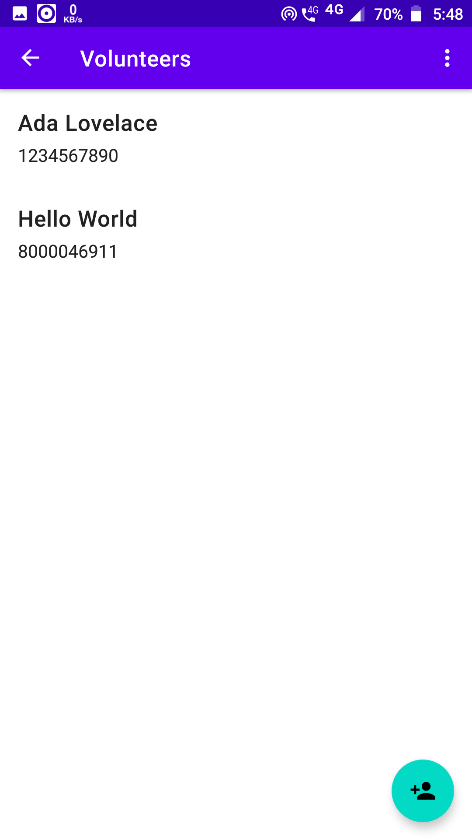 0
KB/s
4G
4G
70%
5:48
Volunteers
Ada Lovelace
1234567890
Hello World
8000046911